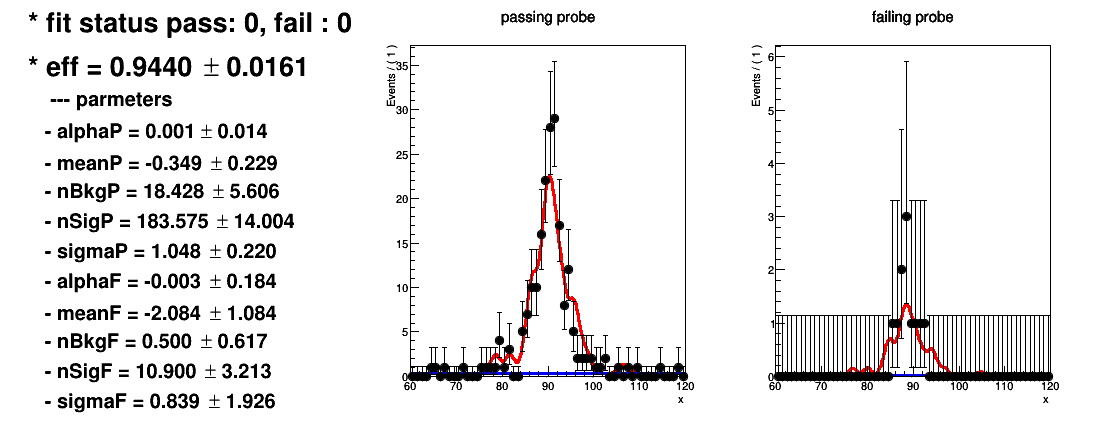 * fit status pass: 0, fail : 0
* eff = 0.9440 ± 0.0161
--- parmeters
- alphaP = 0.001 ± 0.014
- meanP = -0.349 ± 0.229
- nBkgP = 18.428 ± 5.606
- nSigP = 183.575 ± 14.004
- sigmaP = 1.048 ± 0.220
- alphaF = -0.003 ± 0.184
- meanF = -2.084 ± 1.084
- nBkgF = 0.500 ± 0.617
- nSigF = 10.900 ± 3.213
- sigmaF = 0.839 ± 1.926
passing probe
Events / ( 1 )
35
30
25
20
15
10
5
0
60 70 80 90 100 110 120
x
failing probe
Events / ( 1 )
6
5
4
3
2
1
0
60 70 80 90 100 110 120
x